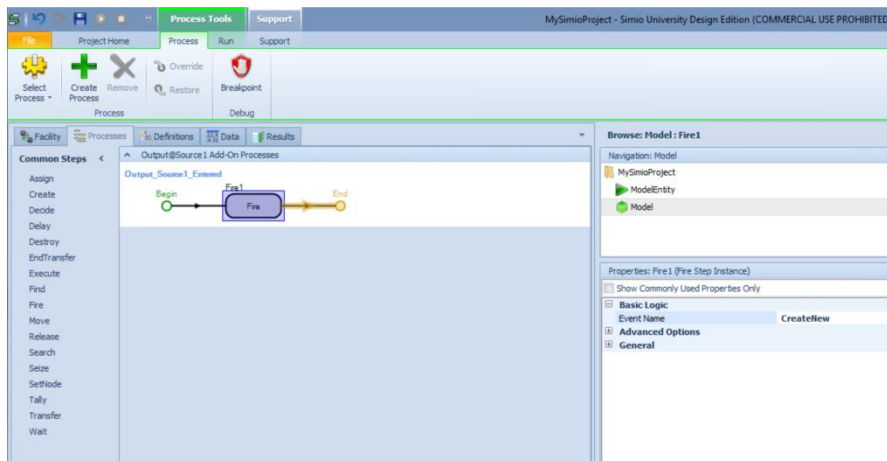 Process Tools
Support
MySimioProject - Simio University Design Edition (COMMERCIAL USE PROHIBITED
File
Project Home
Process
Run
Support
Select Process
Create Process
Remove
Override
Restore
Breakpoint
Process
Debug
Facility
Processes
Definitions
Data
Results
Browse: Model : Fire1
Common Steps
Output@Source1 Add-On Processes
Navigation: Model
Output_Source1_Entered
MySimioProject
ModelEntity
Model
Begin
Fire1
Fire
End
Assign
Create
Decide
Delay
Destroy
EndTransfer
Execute
Find
Fire
Move
Release
Search
Seize
SetNode
Tally
Transfer
Wait
Properties: Fire1 (Fire Step Instance)
Show Commonly Used Properties Only
Basic Logic
Event Name CreateNew
Advanced Options
General